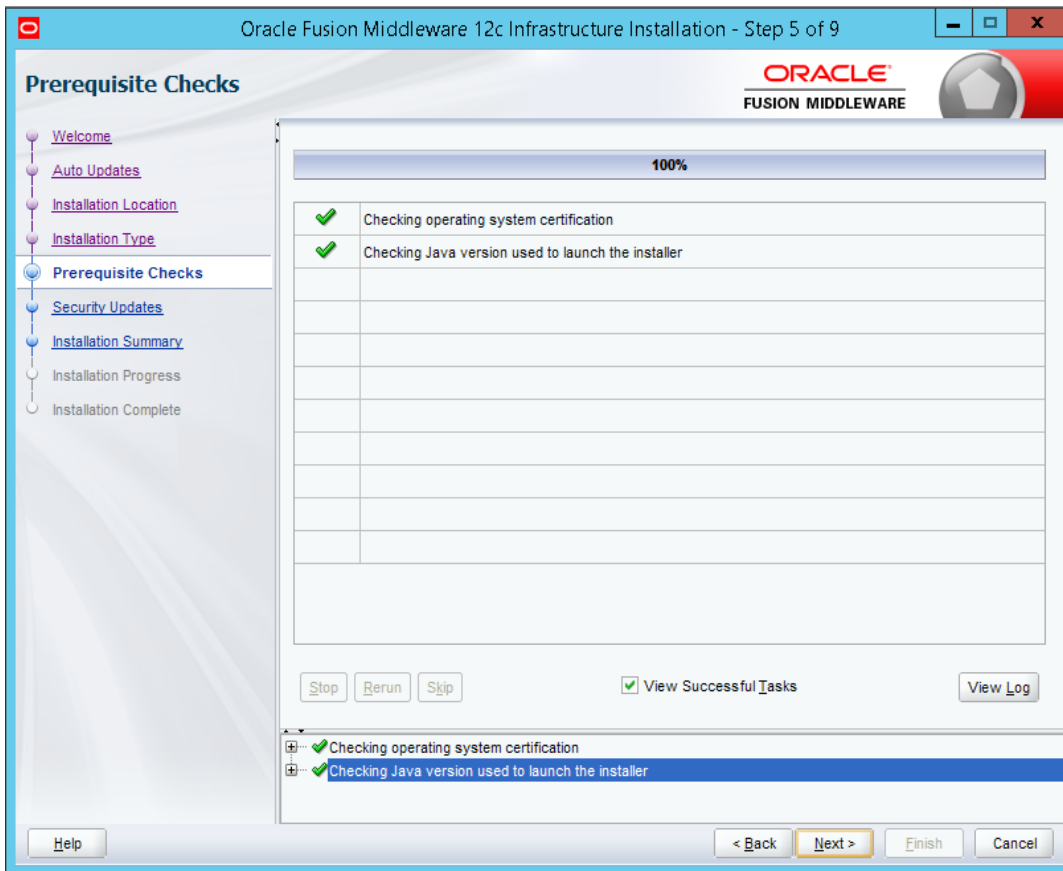 Oracle Fusion Middleware 12c Infrastructure Installation - Step 5 of 9
Prerequisite Checks
ORACLE
FUSION MIDDLEWARE
Welcome
Auto Updates
Installation Location
Installation Type
Prerequisite Checks
Security Updates
Installation Summary
Installation Progress
Installation Complete
100%
Checking operating system certification
Checking Java version used to launch the installer
Stop Rerun Skip View Successful Tasks View Log
Checking operating system certification
Checking Java version used to launch the installer
Help < Back Next > Finish Cancel